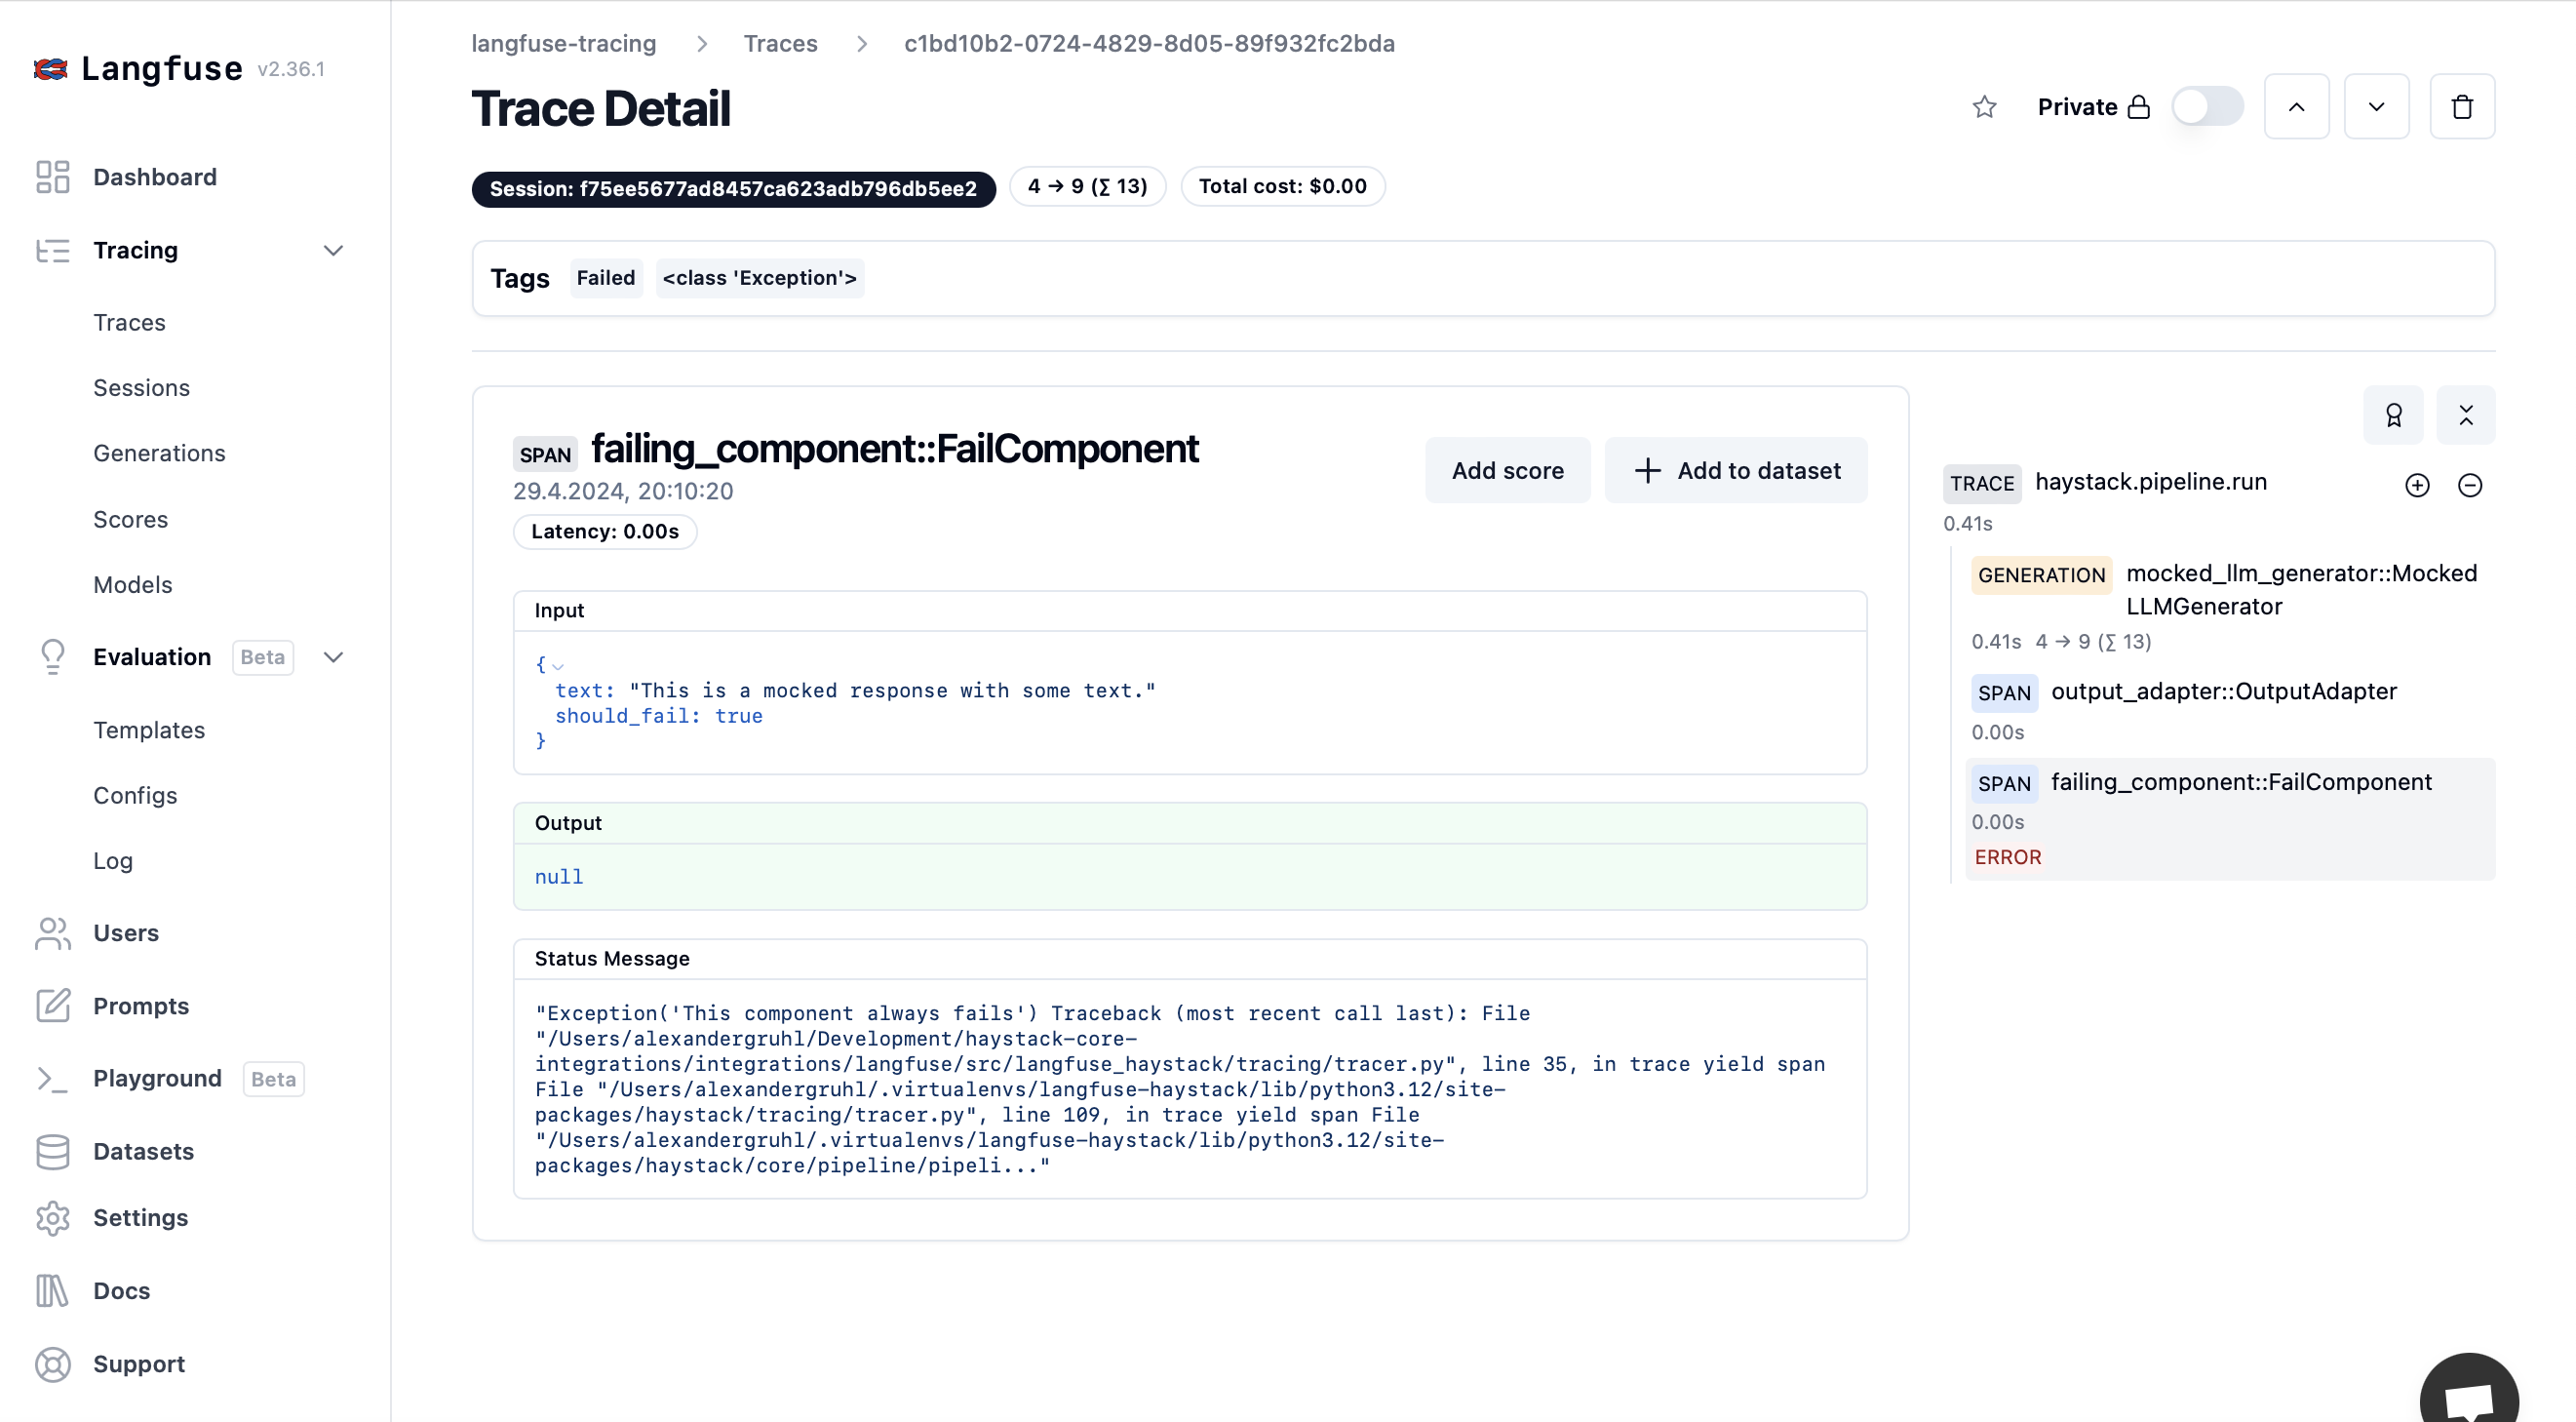 Langfuse v2.36.1
Dashboard
Tracing
Traces
Sessions
Generations
Scores
Models
Evaluation Beta
Templates
Configs
Log
Users
Prompts
Playground Beta
Datasets
Settings
Docs
Support
langfuse-tracing > Traces > c1bd10b2-0724-4829-8d05-89f932fc2bda
Trace Detail
Private
Session: f75ee5677ad8457ca623adb796db5ee2 4 → 9 (∑ 13) Total cost: $0.00
Tags Failed <class 'Exception'>
SPAN failing_component::FailComponent
29.4.2024, 20:10:20
Latency: 0.00s
Add score
Add to dataset
Input
{
text: "This is a mocked response with some text."
should_fail: true
}
Output
null
Status Message
"Exception('This component always fails') Traceback (most recent call last): File
"/Users/alexandergruhl/Development/haystack-core-
integrations/integrations/langfuse/src/langfuse_haystack/tracing/tracer.py", line 35, in trace yield span
File "/Users/alexandergruhl/.virtualenvs/langfuse-haystack/lib/python3.12/site-
packages/haystack/tracing/tracer.py", line 109, in trace yield span File
"/Users/alexandergruhl/.virtualenvs/langfuse-haystack/lib/python3.12/site-
packages/haystack/core/pipeline/pipeli..."
TRACE haystack.pipeline.run
0.41s
GENERATION mocked_llm_generator::Mocked
LLMGenerator
0.41s 4 → 9 (∑ 13)
SPAN output_adapter::OutputAdapter
0.00s
SPAN failing_component::FailComponent
0.00s
ERROR